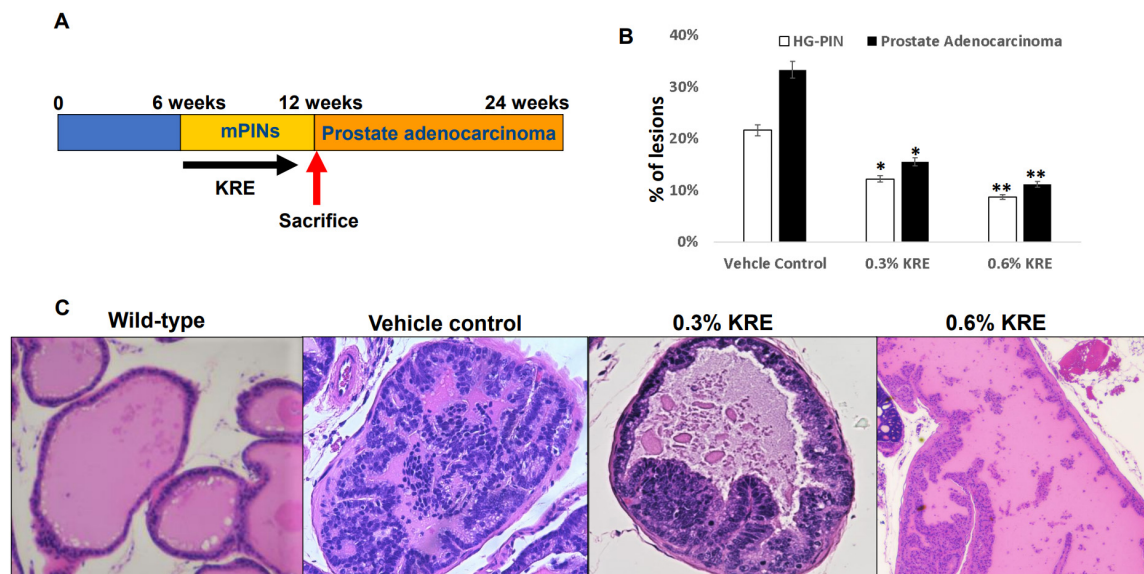 A
0 6 weeks 12 weeks 24 weeks
mPINs Prostate adenocarcinoma
KRE
Sacrifice
B
HG-PIN Prostate Adenocarcinoma
40%
30%
20%
10%
0%
% of lesions
* *
** **
Vehcle Control 0.3% KRE 0.6% KRE
C
Wild-type Vehicle control 0.3% KRE 0.6% KRE